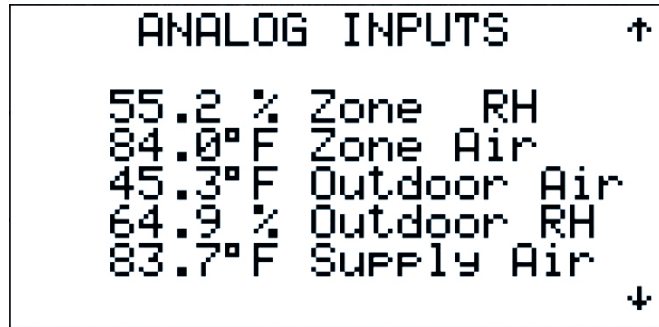 ANALOG INPUTS ↑
55.2 % Zone RH
84.0°F Zone Air
45.3°F Outdoor Air
64.9 % Outdoor RH
83.7°F Supply Air
↓